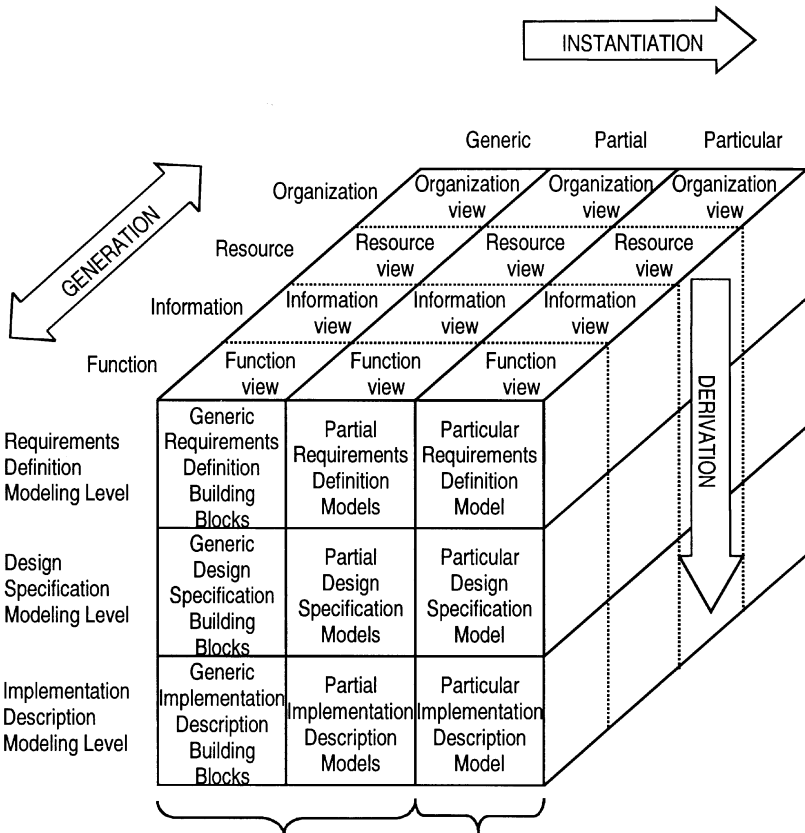 INSTANTIATION
Generic Partial Particular
GENERATION
Organization
Organization
view
Organization
view
Organization
view
Resource
Resource
view
Resource
view
Resource
view
Information
Information
view
Information
view
Information
view
Function
Function
view
Function
view
Function
view
DERIVATION
Requirements
Definition
Modeling Level
Generic
Requirements
Definition
Building
Blocks
Partial
Requirements
Definition
Models
Particular
Requirements
Definition
Model
Design
Specification
Modeling Level
Generic
Design
Specification
Building
Blocks
Partial
Design
Specification
Models
Particular
Design
Specification
Model
Implementation
Description
Modeling Level
Generic
Implementation
Description
Building
Blocks
Partial
Implementation
Description
Models
Particular
Implementation
Description
Model